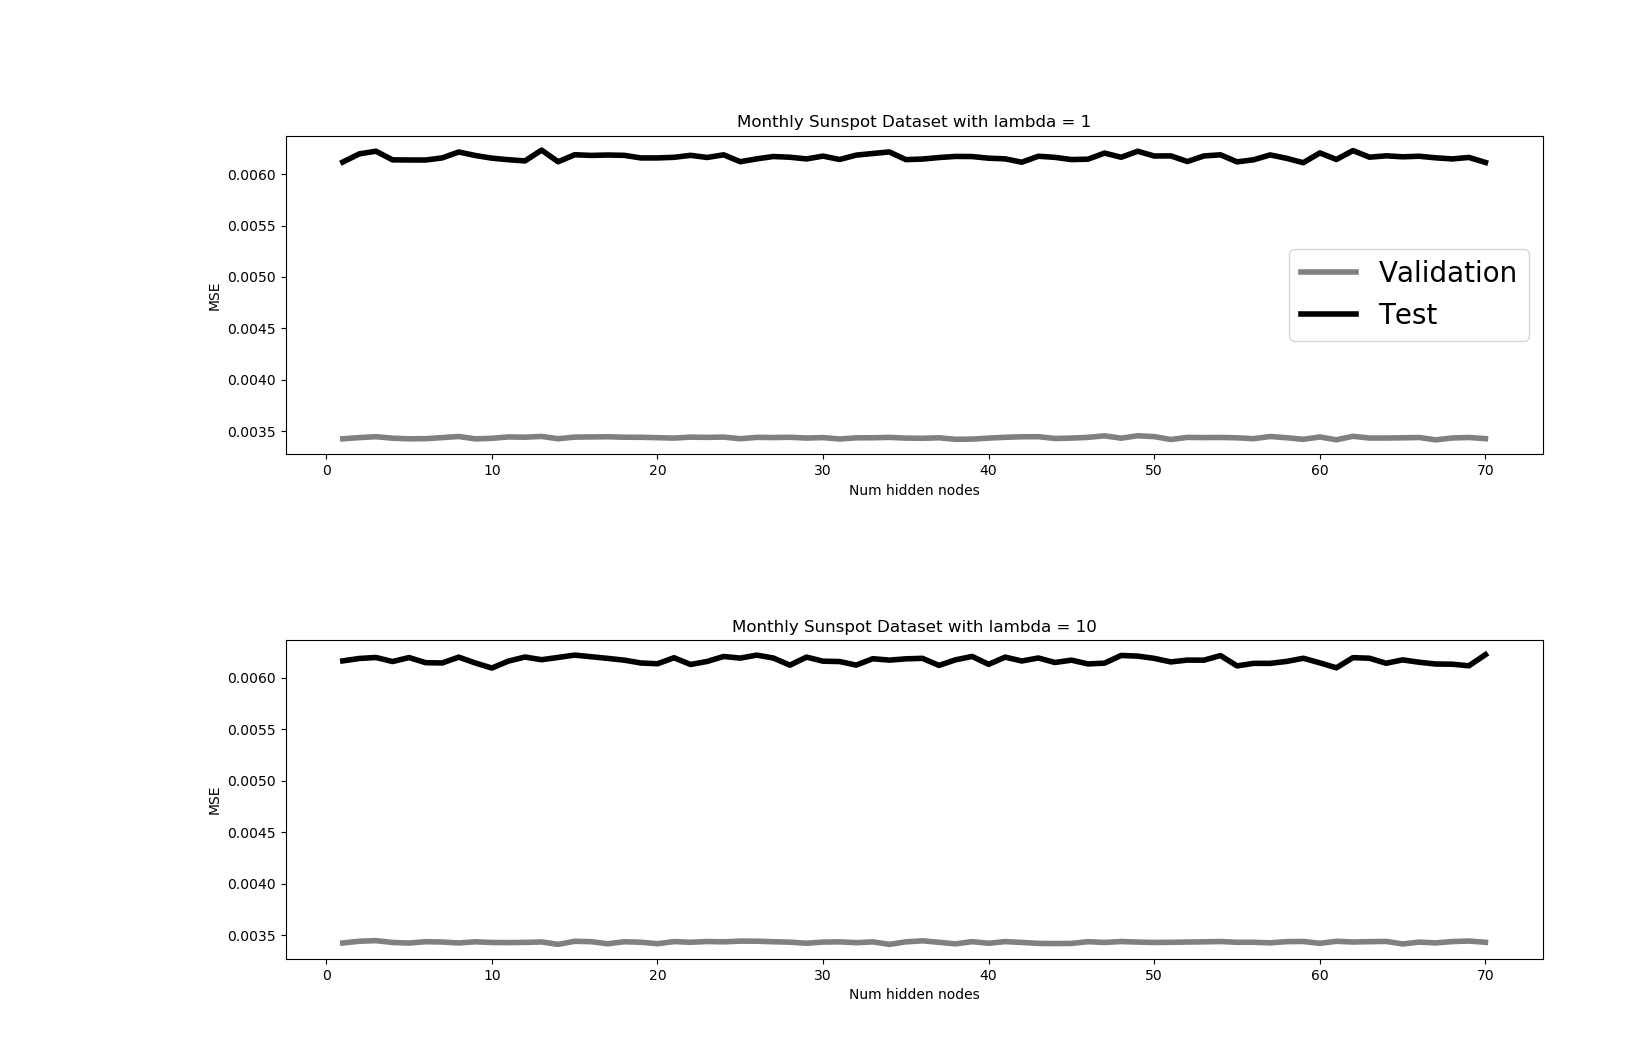 Monthly Sunspot Dataset with lambda = 1
0.0060
0.0055
0.0050
0.0045
0.0040
0.0035
MSE
Validation
Test
0 10 20 30 40 50 60 70
Num hidden nodes
Monthly Sunspot Dataset with lambda = 10
0.0060
0.0055
0.0050
0.0045
0.0040
0.0035
MSE
0 10 20 30 40 50 60 70
Num hidden nodes